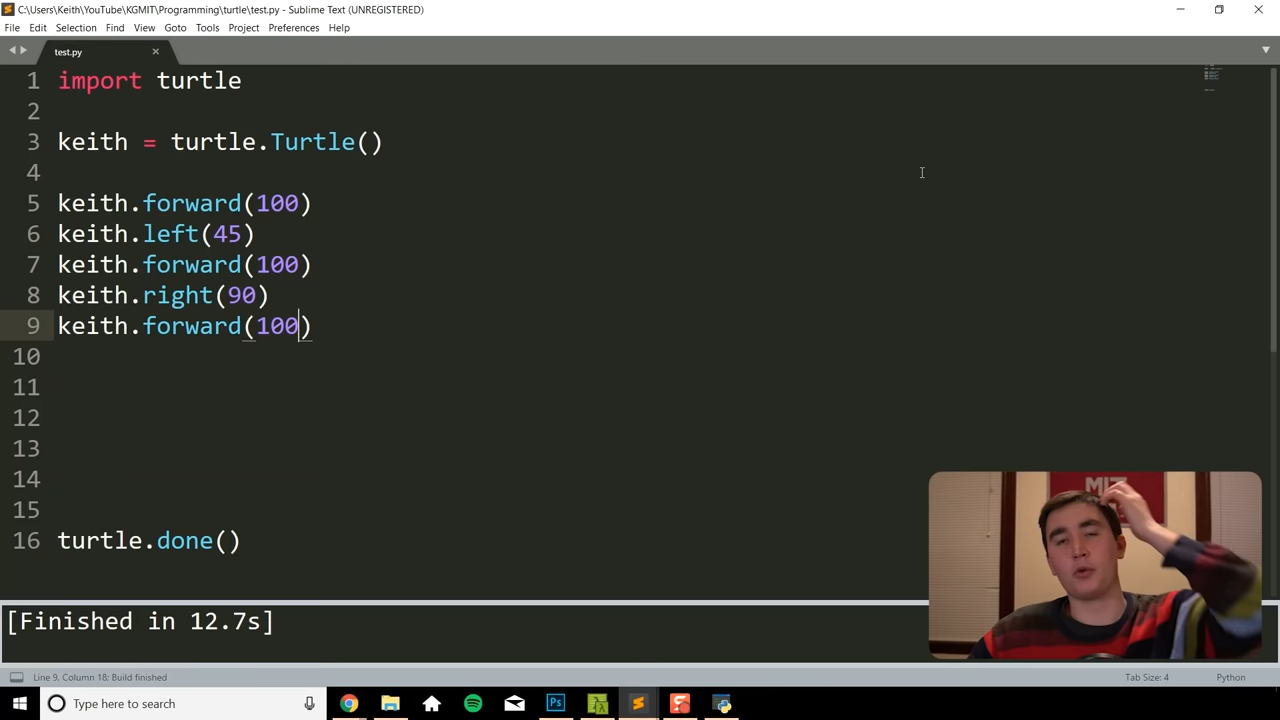 C:\Users\Keith\YouTube\KGMIT\Programming\turtle\test.py - Sublime Text (UNREGISTERED)
File Edit Selection Find View Goto Tools Project Preferences Help
test.py
1 import turtle
2
3 keith = turtle.Turtle()
4
5 keith.forward(100)
6 keith.left(45)
7 keith.forward(100)
8 keith.right(90)
9 keith.forward(100)
10
11
12
13
14
15
16 turtle.done()
MIT
[Finished in 12.7s]
Line 9, Column 18; Build finished
Tab Size: 4
Python
Type here to search
Ps